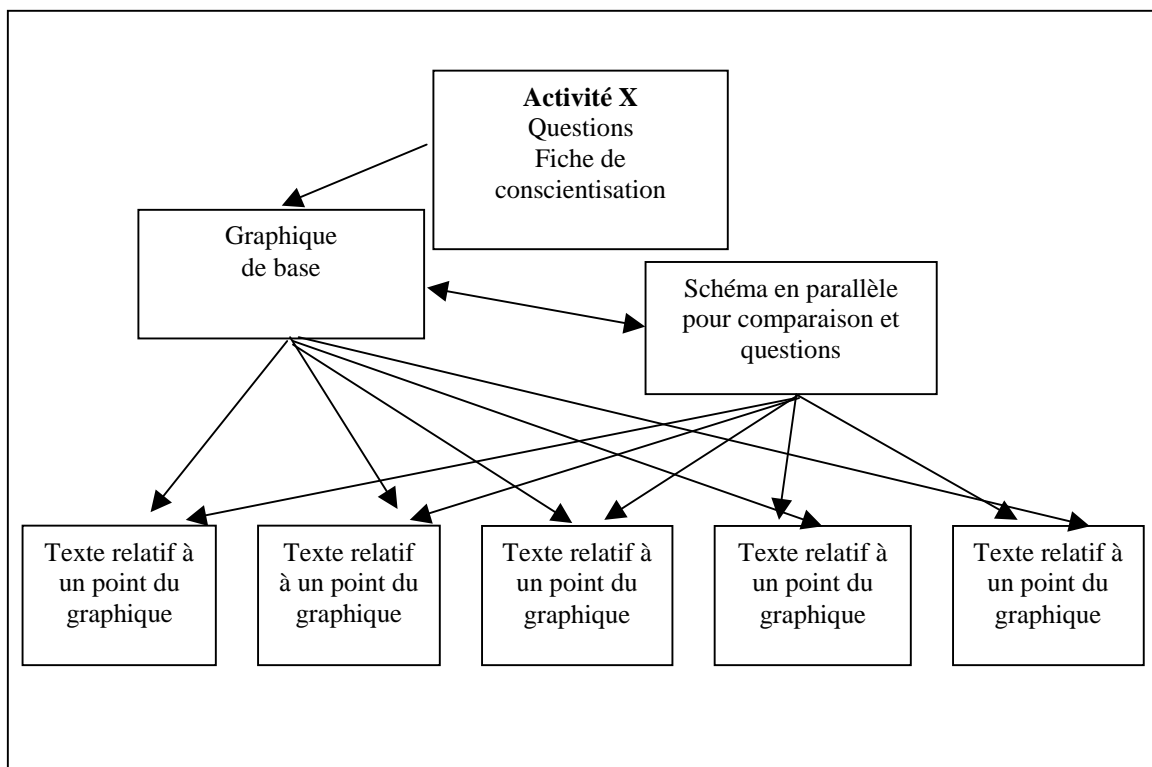 Activité X
Questions
Fiche de
conscientisation
Graphique
de base
Schéma en parallèle
pour comparaison et
questions
Texte relatif à
un point du
graphique
Texte relatif
à un point du
graphique
Texte relatif à
un point du
graphique
Texte relatif à
un point du
graphique
Texte relatif à
un point du
graphique